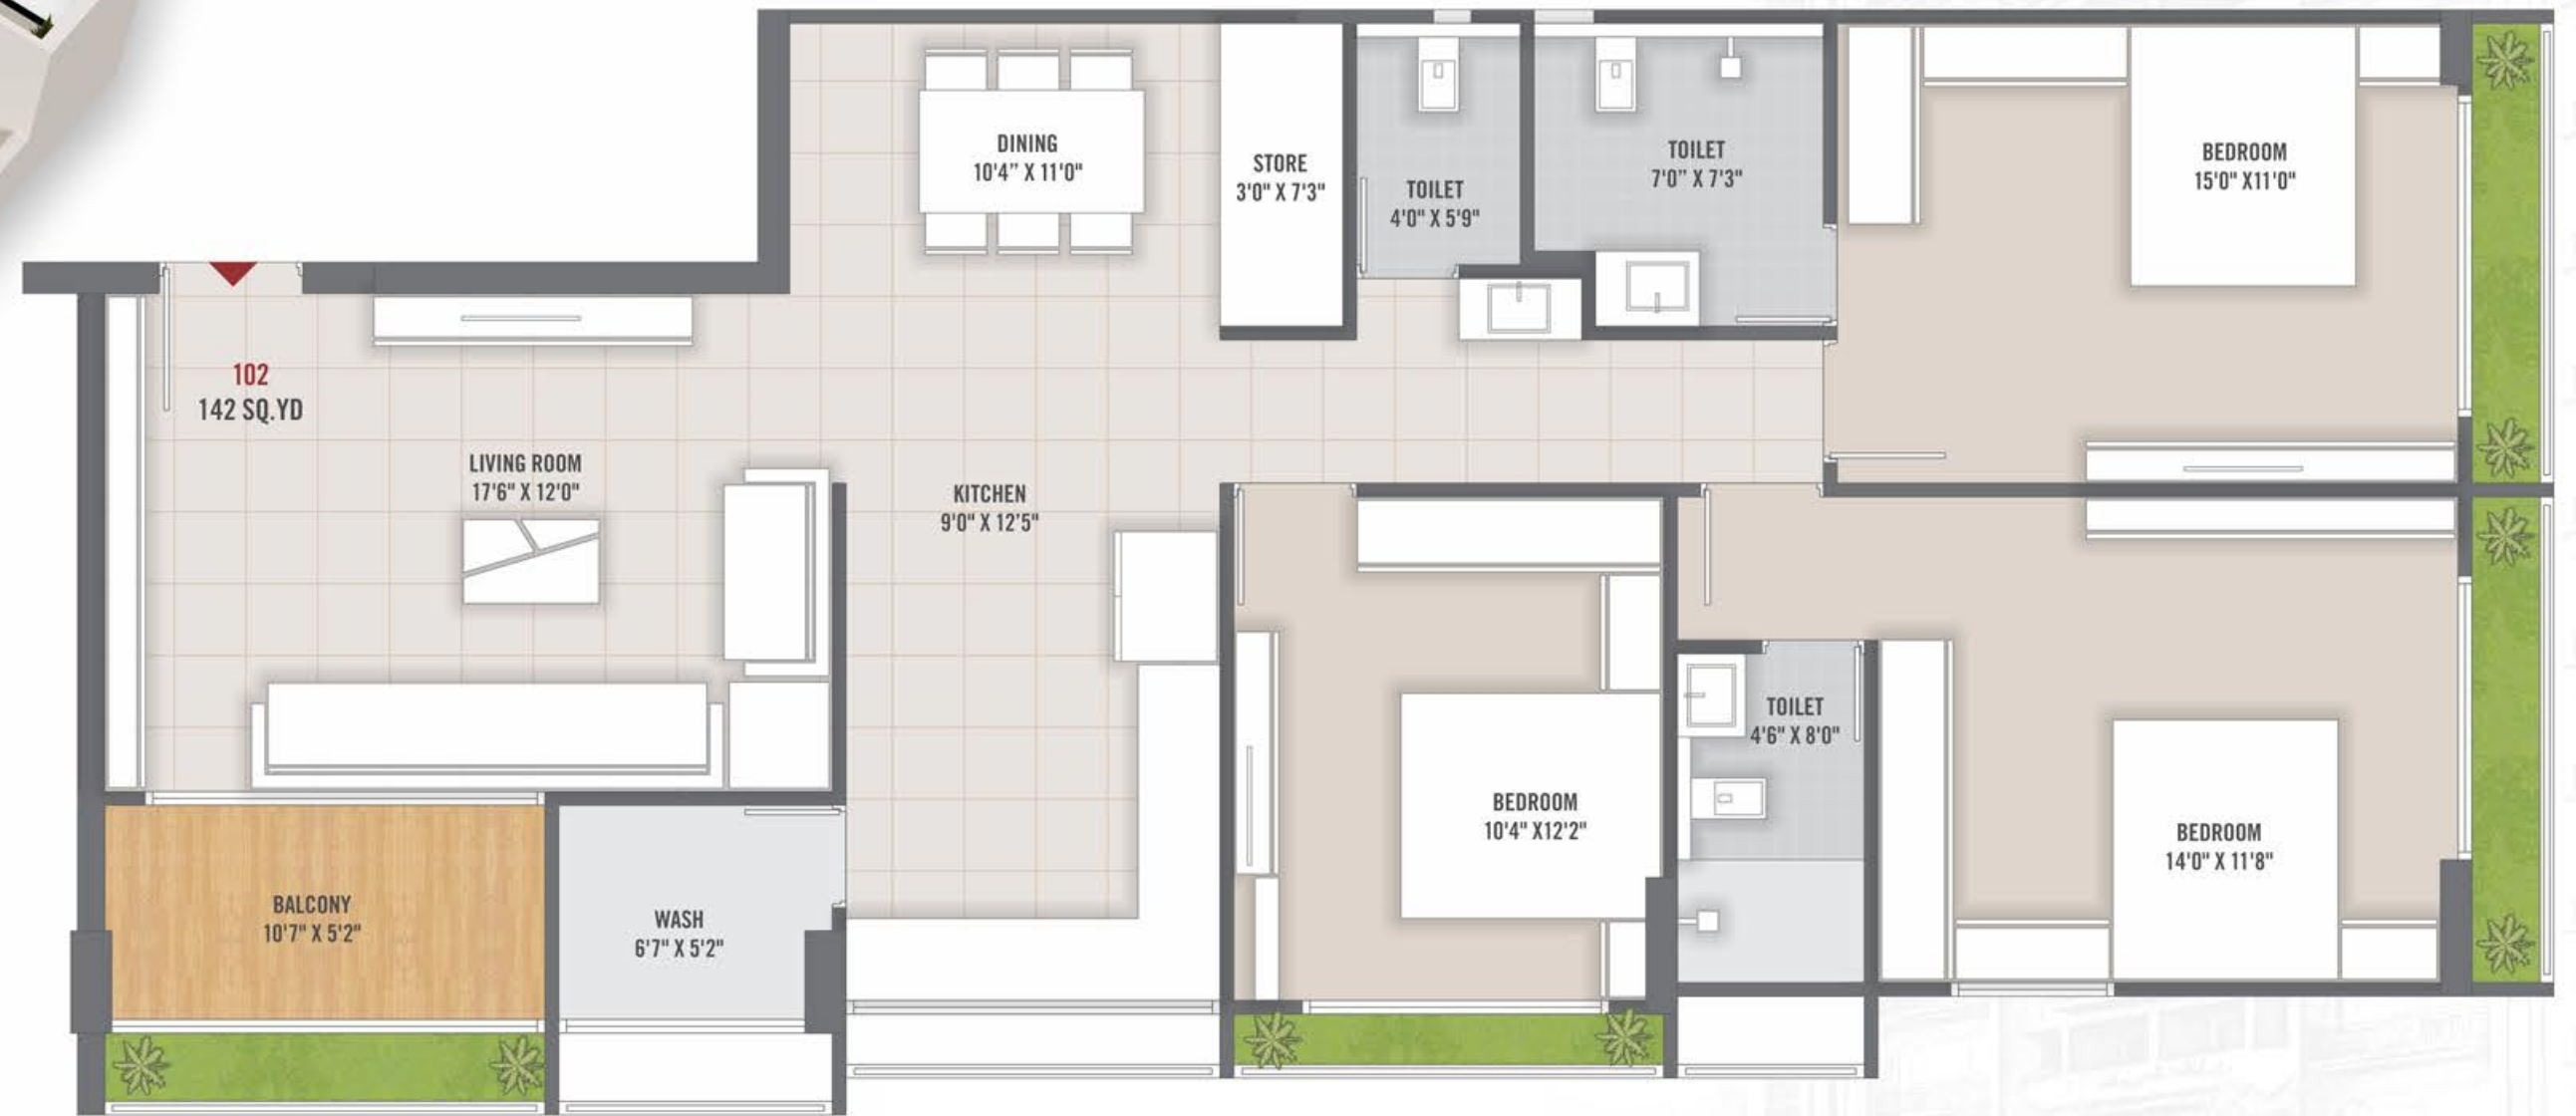 DINING
10'4" X 11'0"
STORE
3'0" X 7'3"
TOILET
4'0" X 5'9"
TOILET
7'0" X 7'3"
BEDROOM
15'0" X11'0"
102
142 SQ.YD
LIVING ROOM
17'6" X 12'0"
KITCHEN
9'0" X 12'5"
TOILET
4'6" X 8'0"
BEDROOM
10'4" X12'2"
BEDROOM
14'0" X 11'8"
BALCONY
10'7" X 5'2"
WASH
6'7" X 5'2"